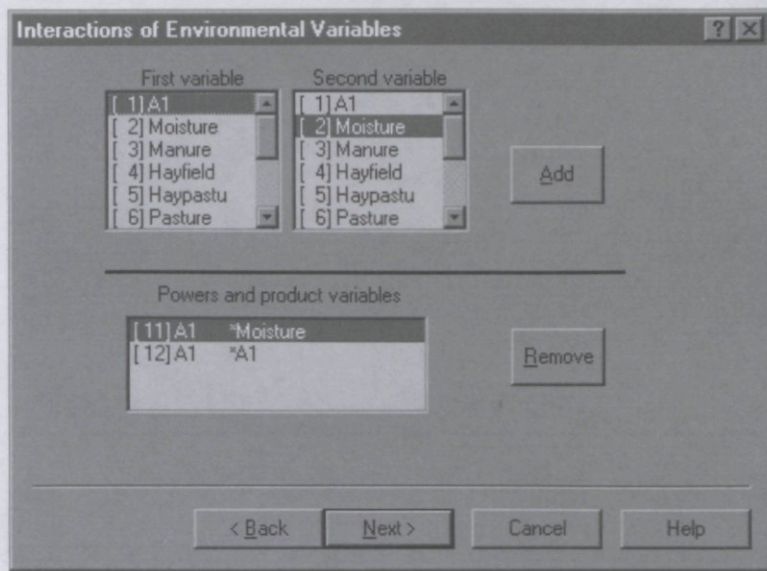 Interactions of Environmental Variables
First variable
[ 1] A1
[ 2] Moisture
[ 3] Manure
[ 4] Hayfield
[ 5] Haypastu
[ 6] Pasture
Second variable
[ 1] A1
[ 2] Moisture
[ 3] Manure
[ 4] Hayfield
[ 5] Haypastu
[ 6] Pasture
Add
Powers and product variables
[11] A1 *Moisture
[12] A1 *A1
Remove
< Back
Next >
Cancel
Help